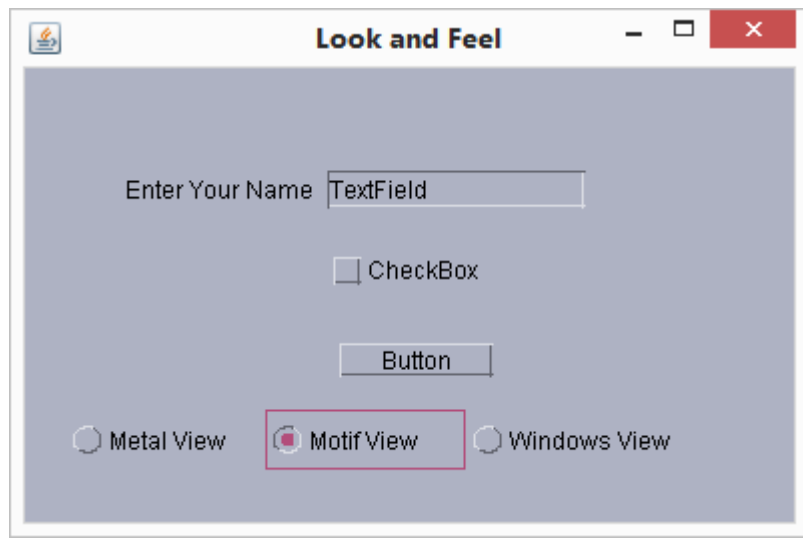 Look and Feel
Enter Your Name TextField
CheckBox
Button
Metal View Motif View Windows View